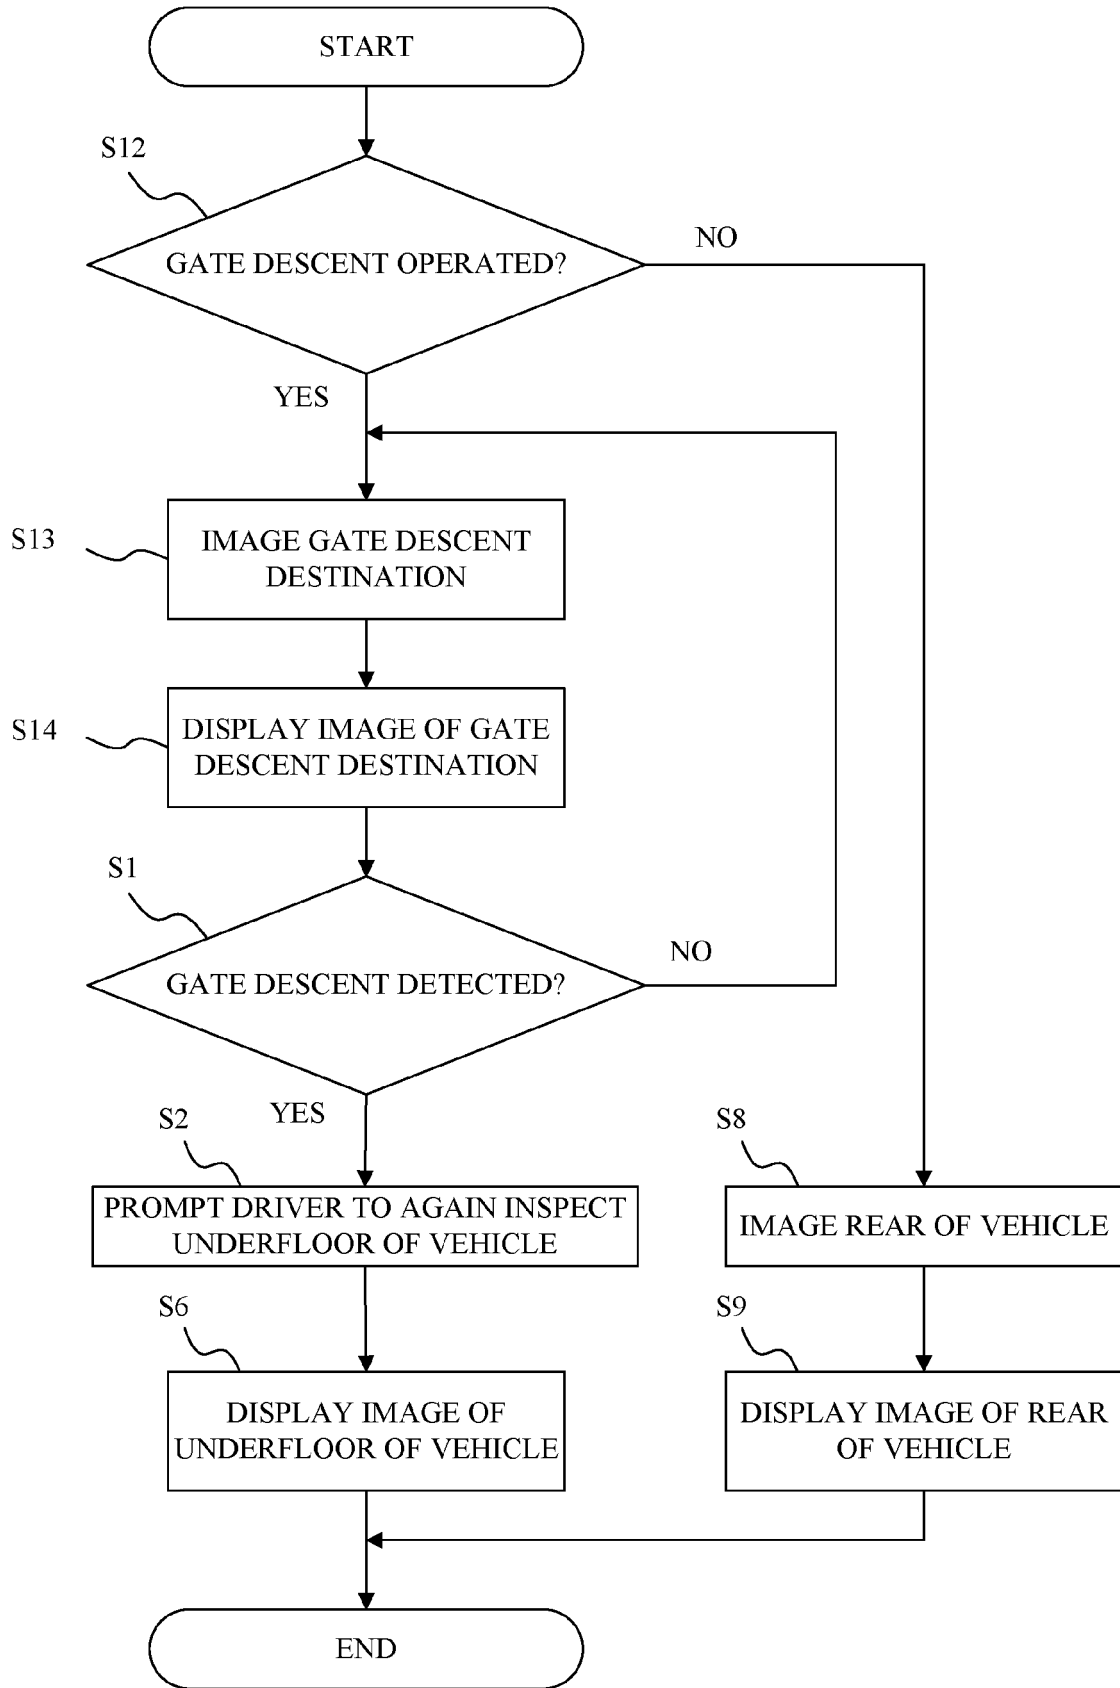 START
S12
GATE DESCENT OPERATED?
NO
YES
S13
IMAGE GATE DESCENT
DESTINATION
S14
DISPLAY IMAGE OF GATE
DESCENT DESTINATION
S1
GATE DESCENT DETECTED?
NO
YES
S2
PROMPT DRIVER TO AGAIN INSPECT
UNDERFLOOR OF VEHICLE
S8
IMAGE REAR OF VEHICLE
S6
DISPLAY IMAGE OF
UNDERFLOOR OF VEHICLE
S9
DISPLAY IMAGE OF REAR
OF VEHICLE
END